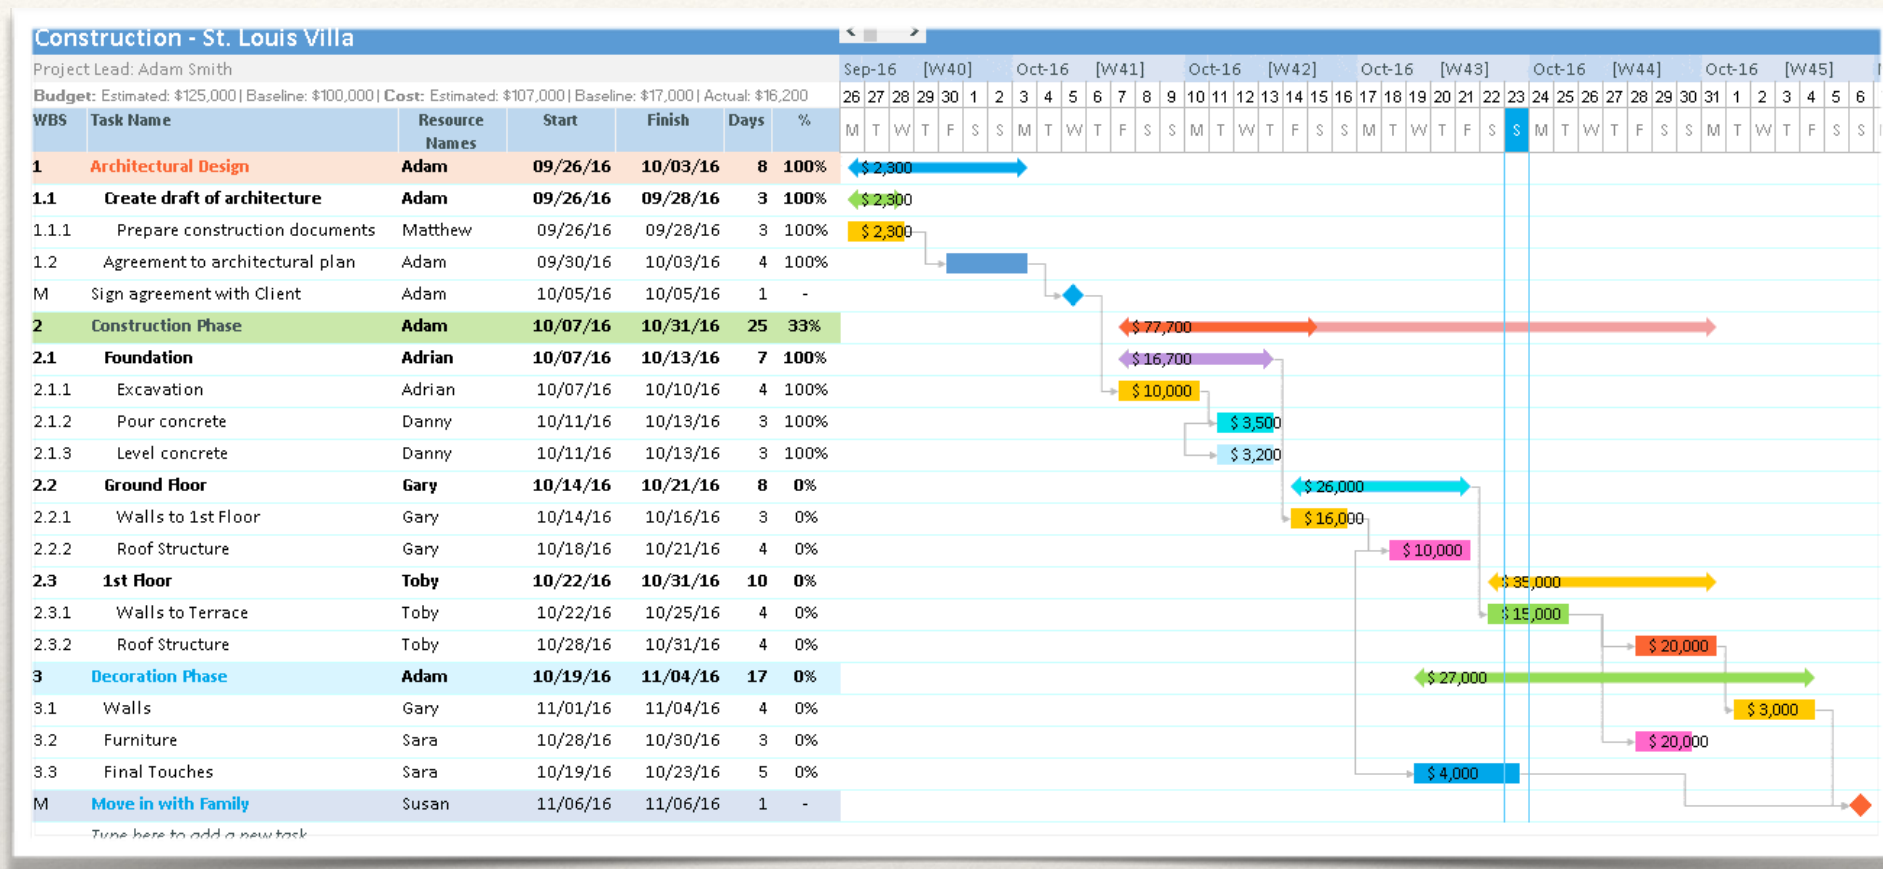 Construction - St. Louis Villa
Project Lead: Adam Smith
Sep-16 [W40] Oct-16 [W41] Oct-16 [W42] Oct-16 [W43] Oct-16 [W44] Oct-16 [W45]
Budget: Estimated: $125,000 | Baseline: $100,000 | Cost: Estimated: $107,000 | Baseline: $17,000 | Actual: $16,200
26 27 28 29 30 1 2 3 4 5 6 7 8 9 10 11 12 13 14 15 16 17 18 19 20 21 22 23 24 25 26 27 28 29 30 31 1 2 3 4 5 6
WBS Task Name Resource Names Start Finish Days %
M T W T F S S M T W T F S S M T W T F S S M T W T F S S M T W T F S S M T W T F S S
1 Architectural Design Adam 09/26/16 10/03/16 8 100% $ 2,300
1.1 Create draft of architecture Adam 09/26/16 09/28/16 3 100% $ 2,300
1.1.1 Prepare construction documents Matthew 09/26/16 09/28/16 3 100% $ 2,300
1.2 Agreement to architectural plan Adam 09/30/16 10/03/16 4 100%
M Sign agreement with Client Adam 10/05/16 10/05/16 1 -
2 Construction Phase Adam 10/07/16 10/31/16 25 33% $ 77,700
2.1 Foundation Adrian 10/07/16 10/13/16 7 100% $ 16,700
2.1.1 Excavation Adrian 10/07/16 10/10/16 4 100% $ 10,000
2.1.2 Pour concrete Danny 10/11/16 10/13/16 3 100% $ 3,500
2.1.3 Level concrete Danny 10/11/16 10/13/16 3 100% $ 3,200
2.2 Ground Floor Gary 10/14/16 10/21/16 8 0% $ 26,000
2.2.1 Walls to 1st Floor Gary 10/14/16 10/16/16 3 0% $ 16,000
2.2.2 Roof Structure Gary 10/18/16 10/21/16 4 0% $ 10,000
2.3 1st Floor Toby 10/22/16 10/31/16 10 0% $ 35,000
2.3.1 Walls to Terrace Toby 10/22/16 10/25/16 4 0% $ 15,000
2.3.2 Roof Structure Toby 10/28/16 10/31/16 4 0% $ 20,000
3 Decoration Phase Adam 10/19/16 11/04/16 17 0% $ 27,000
3.1 Walls Gary 11/01/16 11/04/16 4 0% $ 3,000
3.2 Furniture Sara 10/28/16 10/30/16 3 0% $ 20,000
3.3 Final Touches Sara 10/19/16 10/23/16 5 0% $ 4,000
M Move in with Family Susan 11/06/16 11/06/16 1 -
Type here to add a new task